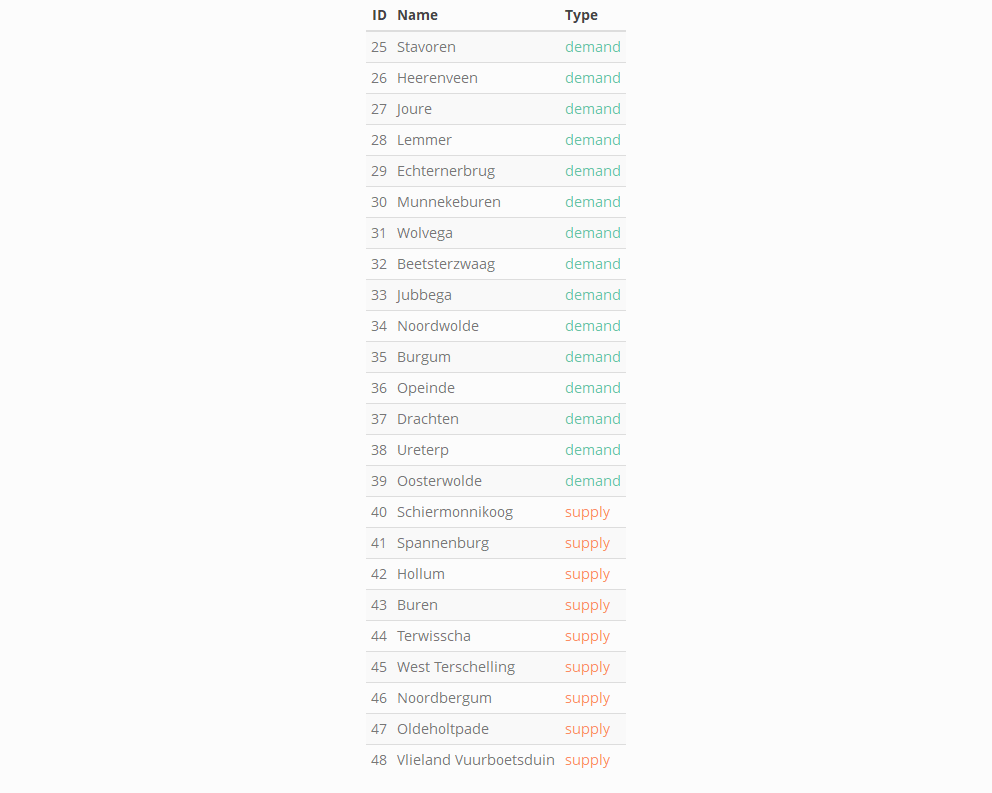 ID Name Type
25 Stavoren demand
26 Heerenveen demand
27 Joure demand
28 Lemmer demand
29 Echternerbrug demand
30 Munnekeburen demand
31 Wolvega demand
32 Beetsterzwaag demand
33 Jubbega demand
34 Noordwolde demand
35 Burgum demand
36 Opeinde demand
37 Drachten demand
38 Ureterp demand
39 Oosterwolde demand
40 Schiermonnikoog supply
41 Spannenburg supply
42 Hollum supply
43 Buren supply
44 Terwisscha supply
45 West Terschelling supply
46 Noordbergum supply
47 Oldeholtpade supply
48 Vlieland Vuurboetsduin supply